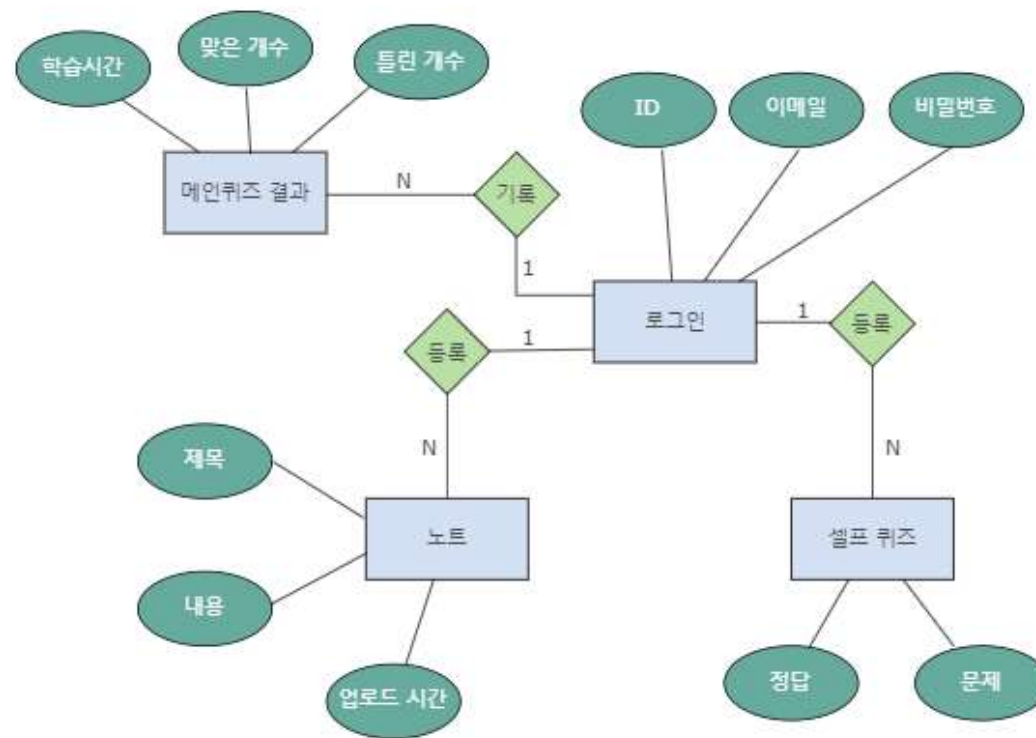 학습시간
맞은 개수
틀린 개수
ID
이메일
비밀번호
메인퀴즈 결과
N
기록
1
로그인
1
등록
1
등록
N
N
제목
노트
셀프 퀴즈
내용
업로드 시간
정답
문제